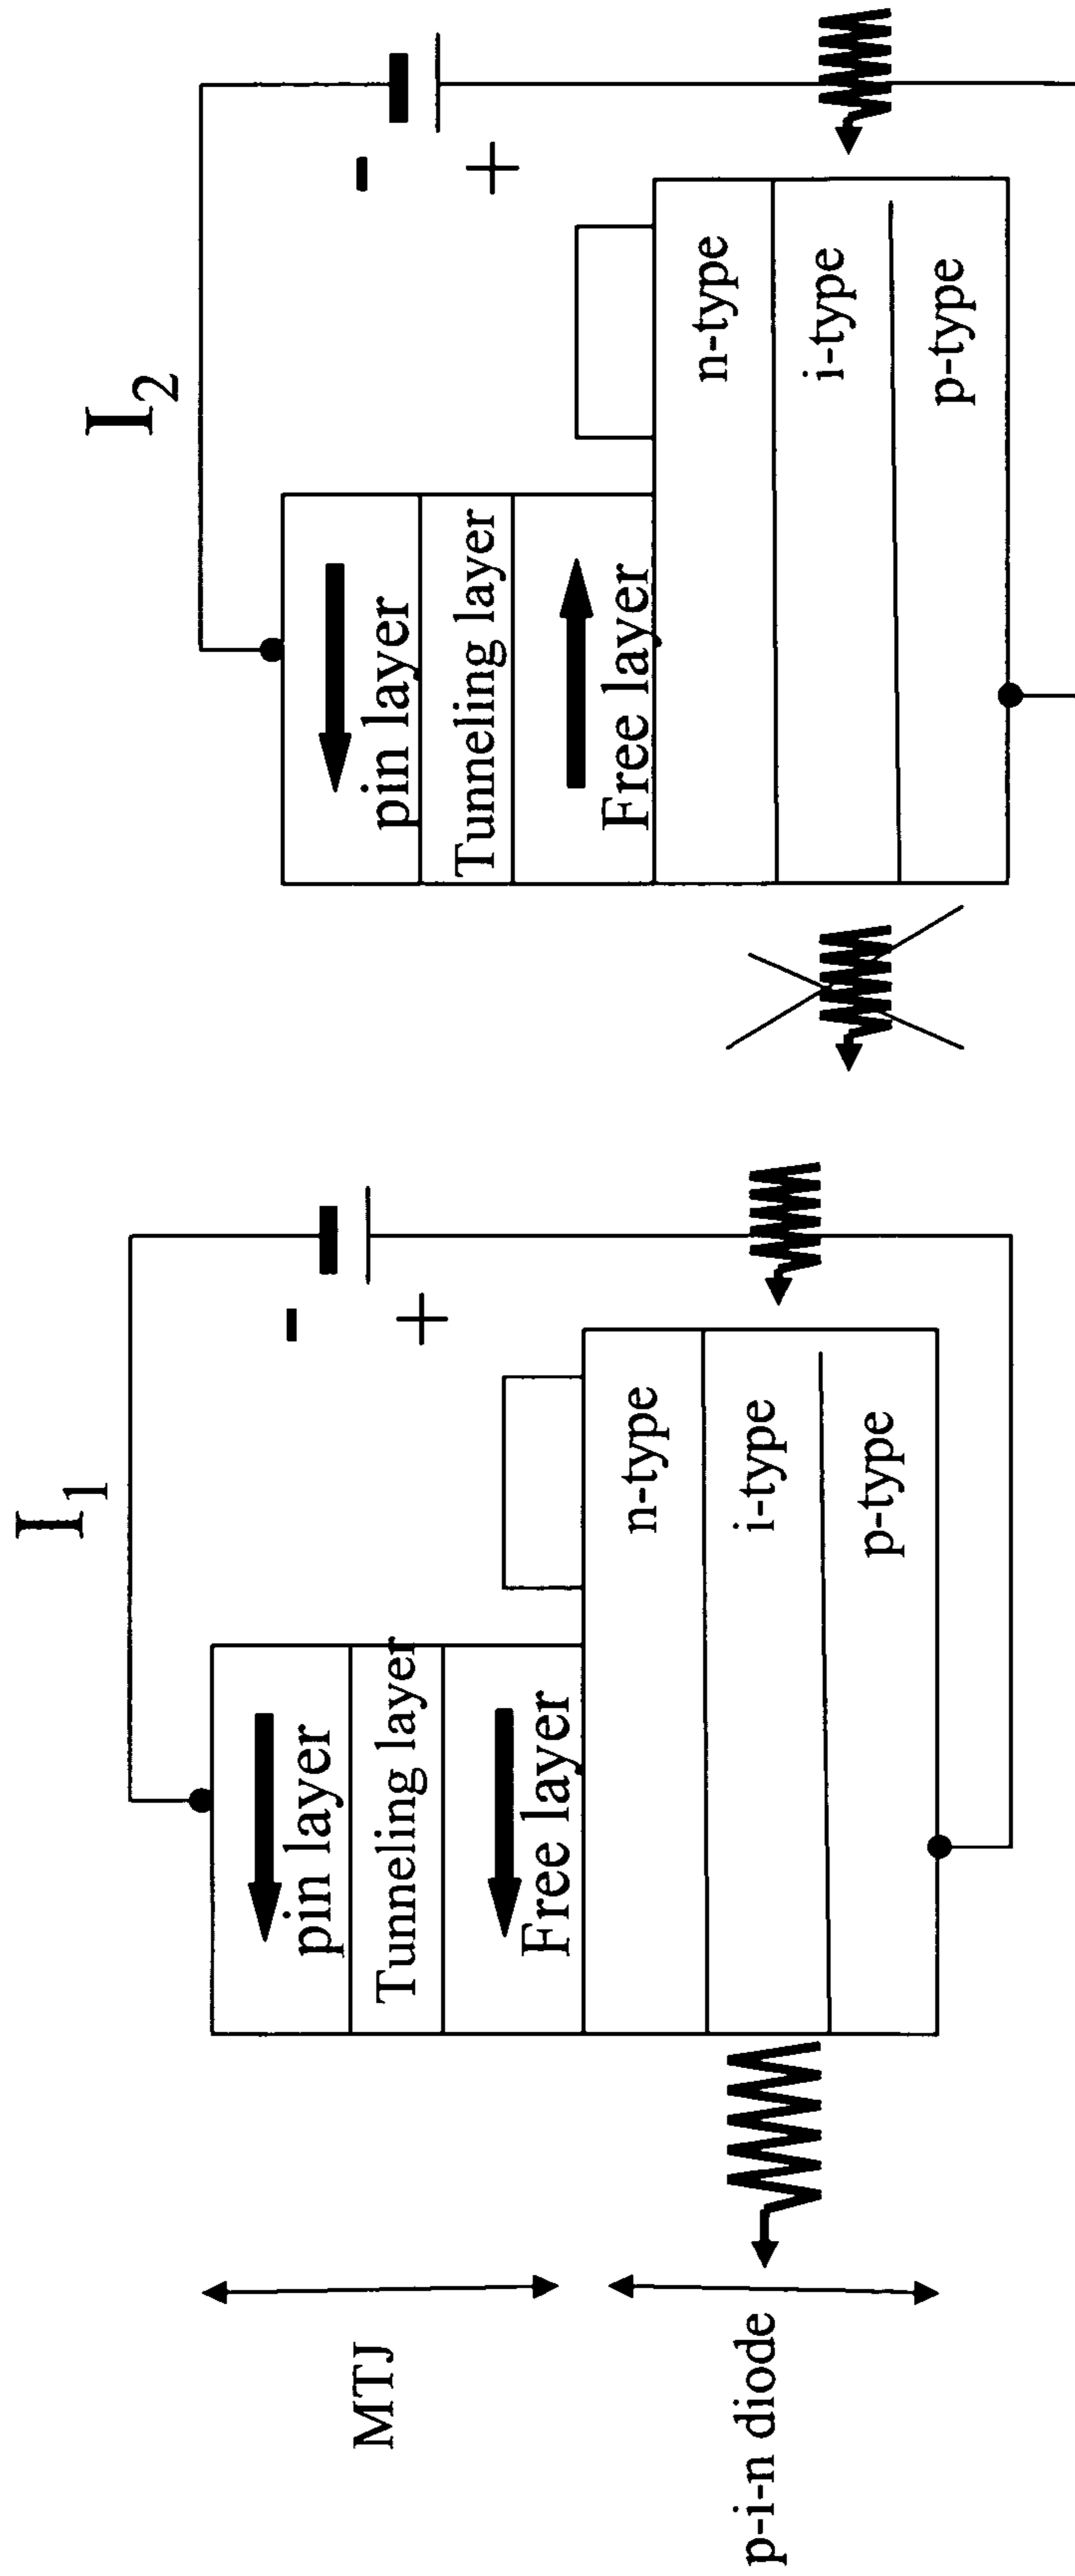 I1
-
+
pin layer
Tunneling layer
Free layer
n-type
i-type
p-type
MTJ
p-i-n diode
I2
-
+
pin layer
Tunneling layer
Free layer
n-type
i-type
p-type